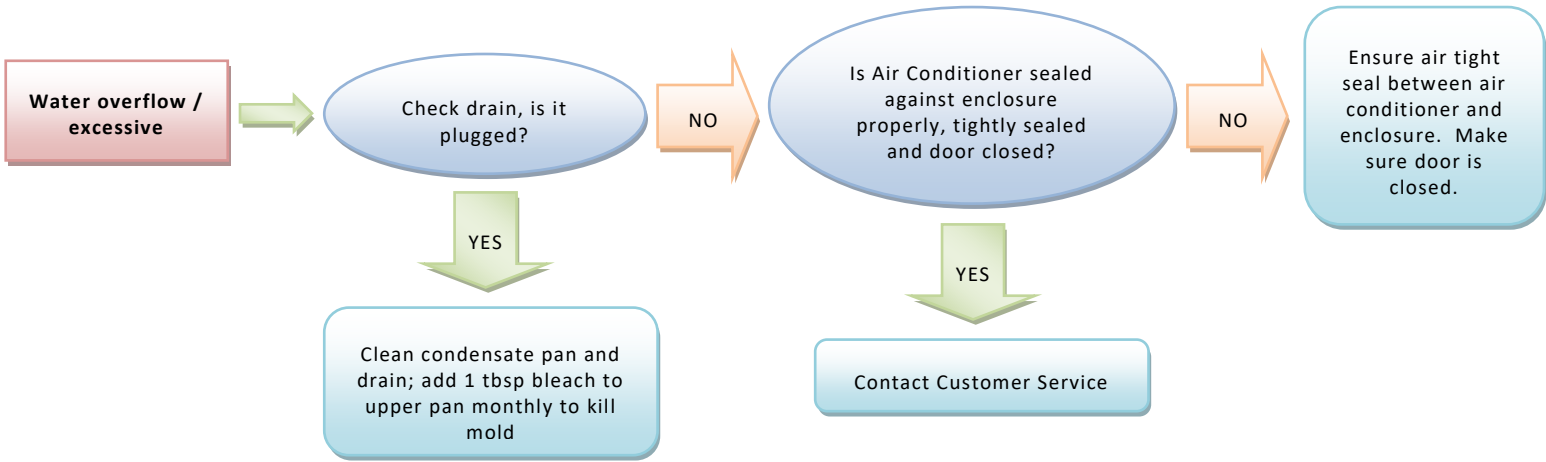 Water overflow /
excessive
Check drain, is it
plugged?
NO
Is Air Conditioner sealed
against enclosure
properly, tightly sealed
and door closed?
NO
Ensure air tight
seal between air
conditioner and
enclosure.  Make
sure door is
closed.
YES
YES
Clean condensate pan and
drain; add 1 tbsp bleach to
upper pan monthly to kill
mold
Contact Customer Service